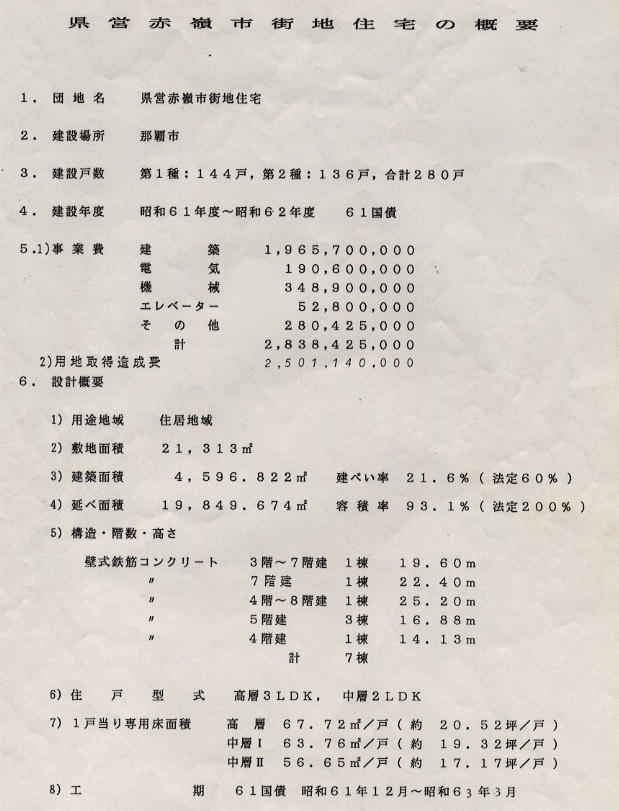 県営赤嶺市街地住宅の概要
1. 団地名 県営赤嶺市街地住宅
2. 建設場所 那覇市
3. 建設戸数 第1種：144戸，第2種：136戸，合計280戸
4. 建設年度 昭和61年度～昭和62年度 61国債
5.1)事業費 建築 1,965,700,000
電気 190,600,000
機械 348,900,000
エレベーター 52,800,000
その他 280,425,000
計 2,838,425,000
2)用地取得造成費 2,501,140,000
6. 設計概要
1) 用途地域 住居地域
2) 敷地面積 21,313㎡
3) 建築面積 4,596.822㎡ 建ぺい率 21.6%(法定60%)
4) 延べ面積 19,849.674㎡ 容積率 93.1%(法定200%)
5) 構造・階数・高さ
壁式鉄筋コンクリート 3階～7階建 1棟 19.60m
〃 7階建 1棟 22.40m
〃 4階～8階建 1棟 25.20m
〃 5階建 3棟 16.88m
〃 4階建 1棟 14.13m
計 7棟
6) 住戸型式 高層3LDK, 中層2LDK
7) 1戸当り専用床面積 高層 67.72㎡/戸(約 20.52坪/戸)
中層Ⅰ 63.76㎡/戸(約 19.32坪/戸)
中層Ⅱ 56.65㎡/戸(約 17.17坪/戸)
8) 工期 61国債 昭和61年12月～昭和63年3月